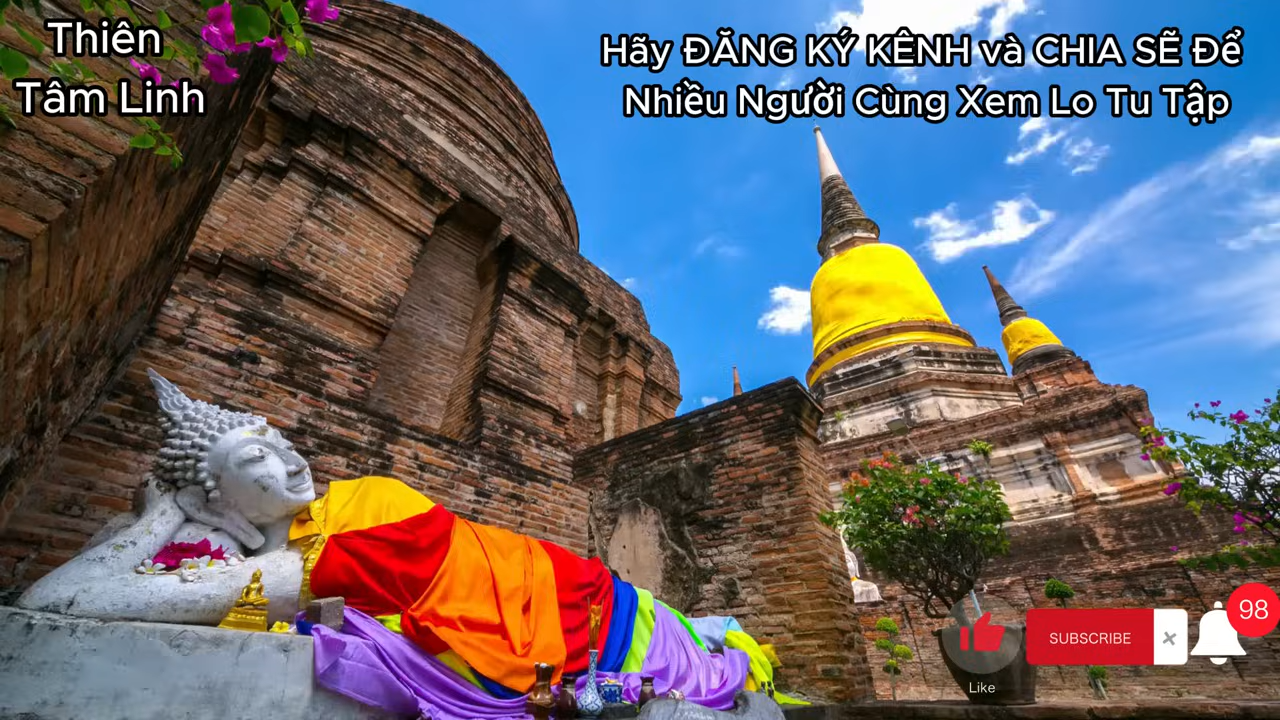 Thiên
Tâm Linh
Hãy ĐĂNG KÝ KÊNH và CHIA SẼ Để
Nhiều Người Cùng Xem Lo Tu Tập
Like
SUBSCRIBE
98